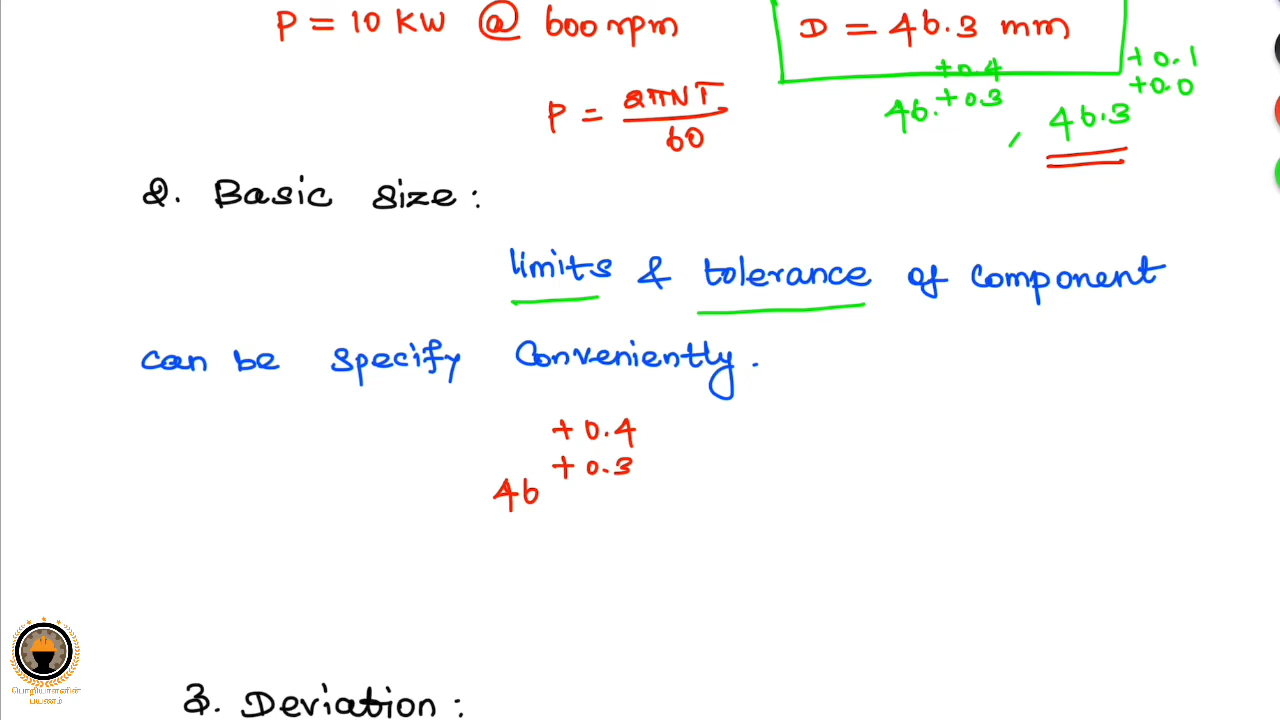 P = 10 KW @ 600 rpm
D = 46.3 mm
+0.4
46.+0.3 , 46.3 +0.1
+0.0
P = 2πNT
60
2. Basic Size:
limits & tolerance of component
can be specify conveniently.
+0.4
+0.3
46
பொறியாளனின்
பயணம்
3. Deviation: